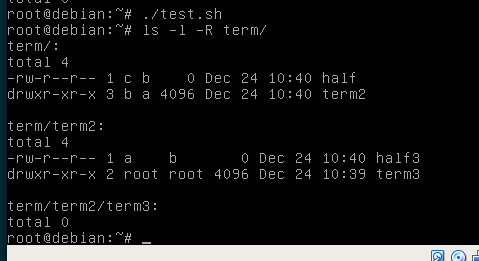 total 0
root@debian:~# ./test.sh
root@debian:~# ls -l -R term/
term/:
total 4
-rw-r--r-- 1 c b    0 Dec 24 10:40 half
drwxr-xr-x 3 b a 4096 Dec 24 10:40 term2

term/term2:
total 4
-rw-r--r-- 1 a    b       0 Dec 24 10:40 half3
drwxr-xr-x 2 root root 4096 Dec 24 10:39 term3

term/term2/term3:
total 0
root@debian:~# _